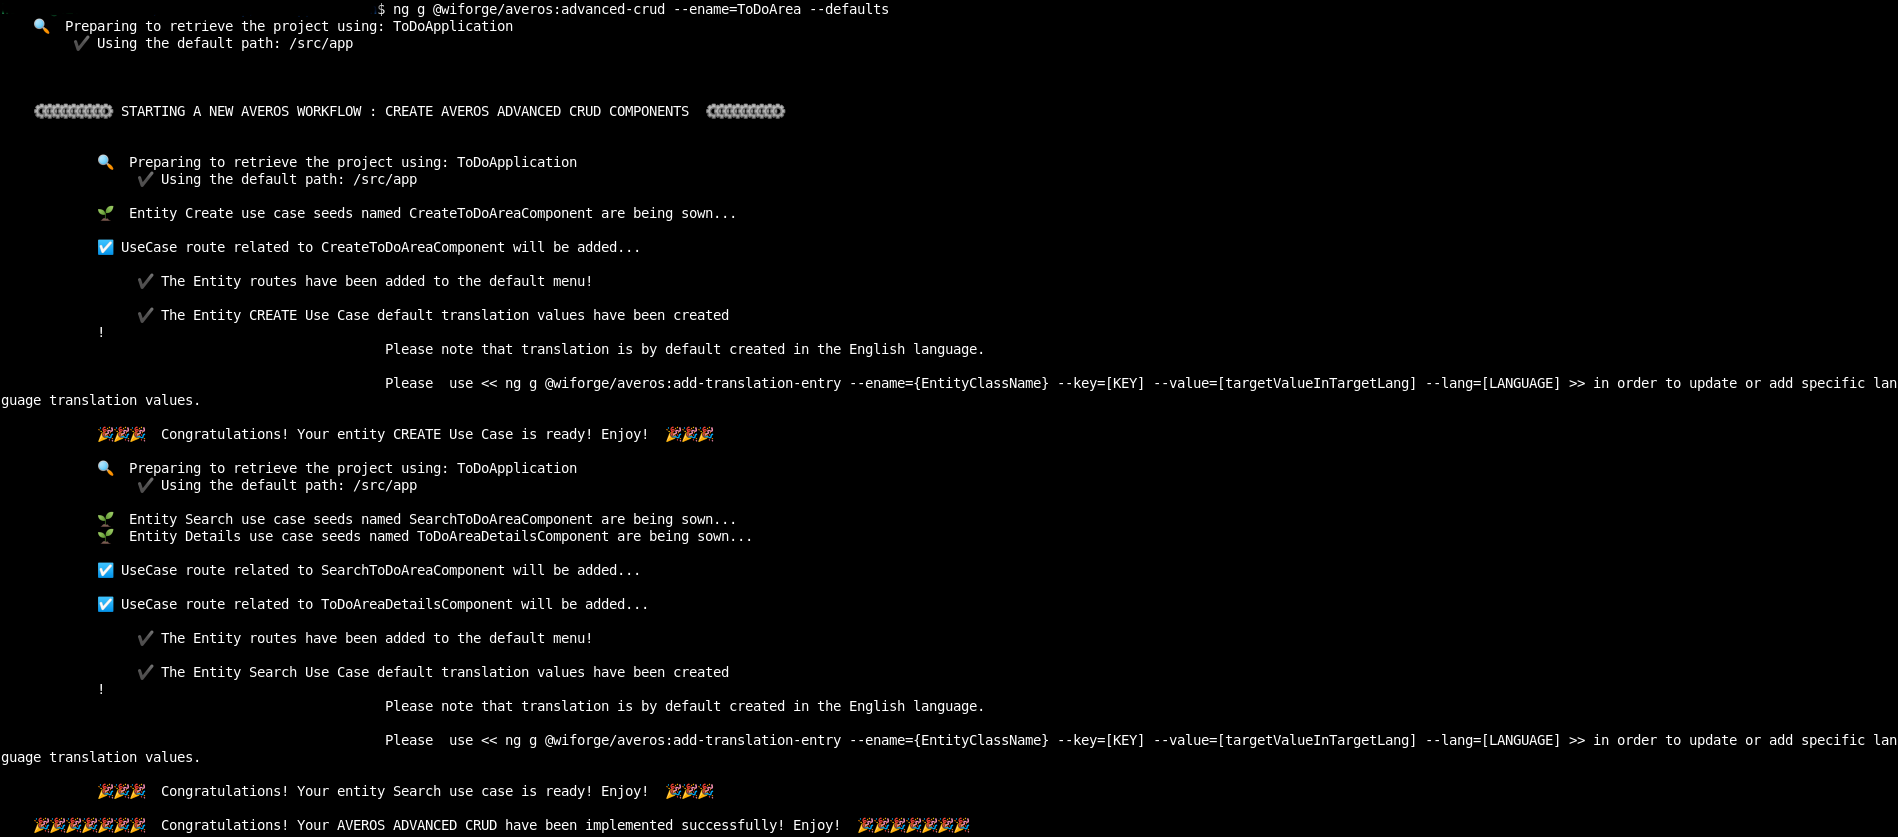 $ ng g @wiforge/averos:advanced-crud --ename=ToDoArea --defaults
🔍 Preparing to retrieve the project using: ToDoApplication
✔ Using the default path: /src/app
⚙⚙⚙⚙⚙⚙⚙⚙⚙ STARTING A NEW AVEROS WORKFLOW : CREATE AVEROS ADVANCED CRUD COMPONENTS ⚙⚙⚙⚙⚙⚙⚙⚙⚙
🔍 Preparing to retrieve the project using: ToDoApplication
✔ Using the default path: /src/app
🌱 Entity Create use case seeds named CreateToDoAreaComponent are being sown...
☑ UseCase route related to CreateToDoAreaComponent will be added...
✔ The Entity routes have been added to the default menu!
✔ The Entity CREATE Use Case default translation values have been created
!
Please note that translation is by default created in the English language.
Please  use << ng g @wiforge/averos:add-translation-entry --ename={EntityClassName} --key=[KEY] --value=[targetValueInTargetLang] --lang=[LANGUAGE] >> in order to update or add specific lan
guage translation values.
🎉🎉🎉 Congratulations! Your entity CREATE Use Case is ready! Enjoy! 🎉🎉🎉
🔍 Preparing to retrieve the project using: ToDoApplication
✔ Using the default path: /src/app
🌱 Entity Search use case seeds named SearchToDoAreaComponent are being sown...
🌱 Entity Details use case seeds named ToDoAreaDetailsComponent are being sown...
☑ UseCase route related to SearchToDoAreaComponent will be added...
☑ UseCase route related to ToDoAreaDetailsComponent will be added...
✔ The Entity routes have been added to the default menu!
✔ The Entity Search Use Case default translation values have been created
!
Please note that translation is by default created in the English language.
Please  use << ng g @wiforge/averos:add-translation-entry --ename={EntityClassName} --key=[KEY] --value=[targetValueInTargetLang] --lang=[LANGUAGE] >> in order to update or add specific lan
guage translation values.
🎉🎉🎉 Congratulations! Your entity Search use case is ready! Enjoy! 🎉🎉🎉
🎉🎉🎉🎉🎉🎉🎉 Congratulations! Your AVEROS ADVANCED CRUD have been implemented successfully! Enjoy! 🎉🎉🎉🎉🎉🎉🎉